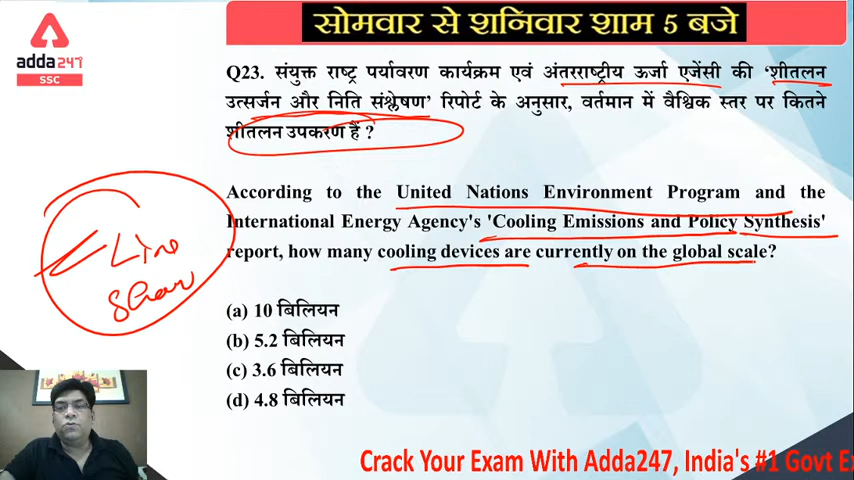 सोमवार से शनिवार शाम 5 बजे
adda247
SSC
Q23. संयुक्त राष्ट्र पर्यावरण कार्यक्रम एवं अंतरराष्ट्रीय ऊर्जा एजेंसी की 'शीतलन
उत्सर्जन और निति संश्लेषण' रिपोर्ट के अनुसार, वर्तमान में वैश्विक स्तर पर कितने
शीतलन उपकरण हैं ?
According to the United Nations Environment Program and the
International Energy Agency's 'Cooling Emissions and Policy Synthesis'
report, how many cooling devices are currently on the global scale?
Live
Share
(a) 10 बिलियन
(b) 5.2 बिलियन
(c) 3.6 बिलियन
(d) 4.8 बिलियन
Crack Your Exam With Adda247, India's #1 Govt E